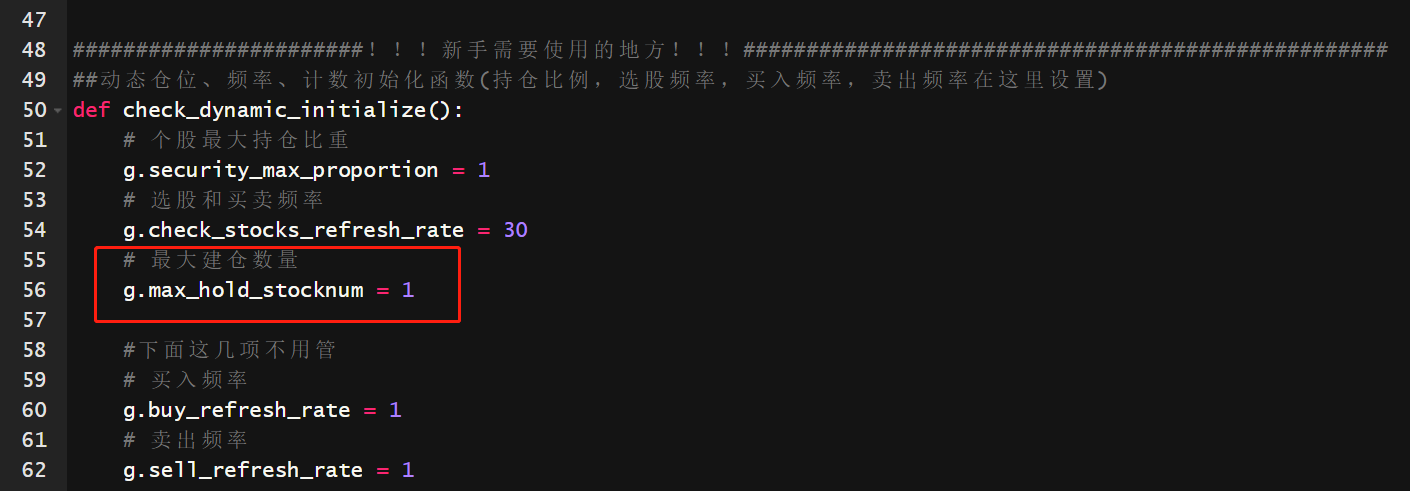 47
48 #########################！！！新手需要使用的地方！！！###################################################
49 ##动态仓位、频率、计数初始化函数(持仓比例，选股频率，买入频率，卖出频率在这里设置)
50 def check_dynamic_initialize():
51 # 个股最大持仓比重
52 g.security_max_proportion = 1
53 # 选股和买卖频率
54 g.check_stocks_refresh_rate = 30
55 # 最大建仓数量
56 g.max_hold_stocknum = 1
57
58 #下面这几项不用管
59 # 买入频率
60 g.buy_refresh_rate = 1
61 # 卖出频率
62 g.sell_refresh_rate = 1